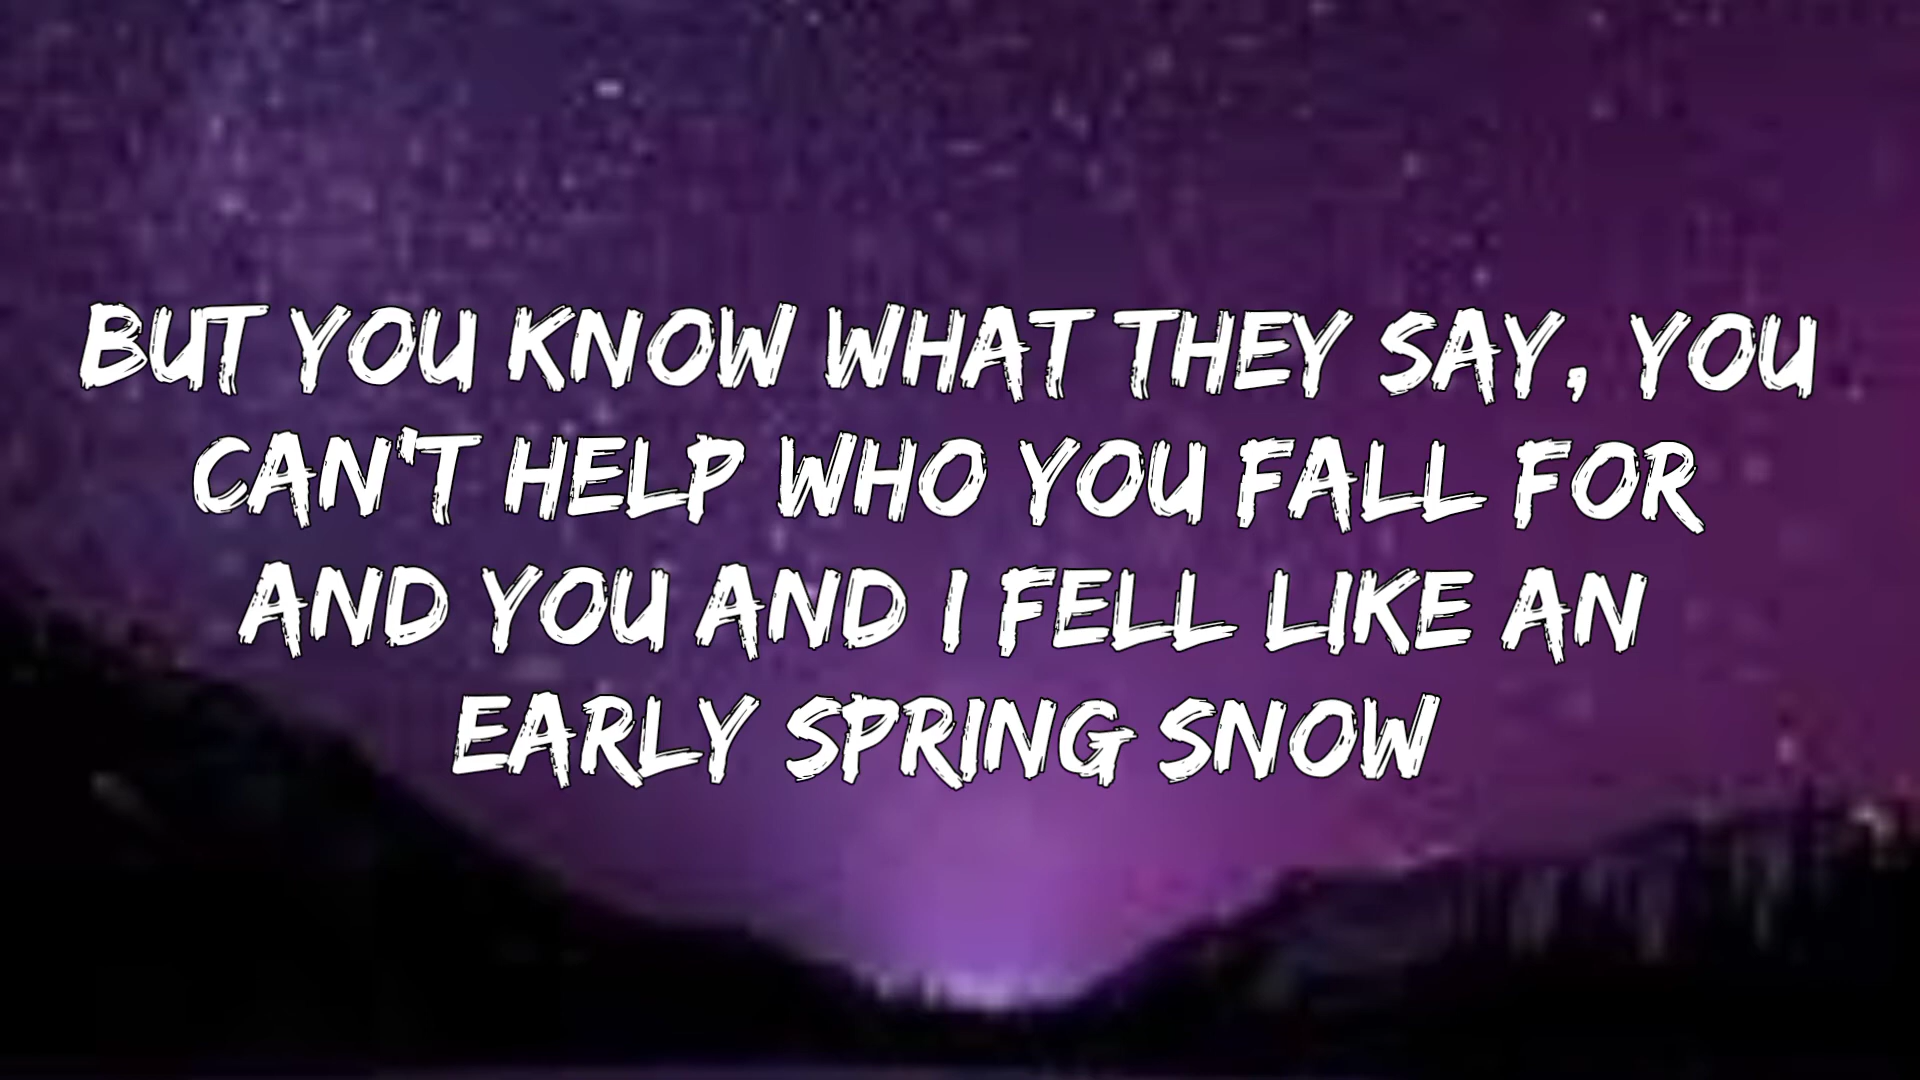 BUT YOU KNOW WHAT THEY SAY, YOU
CAN'T HELP WHO YOU FALL FOR
AND YOU AND I FELL LIKE AN
EARLY SPRING SNOW